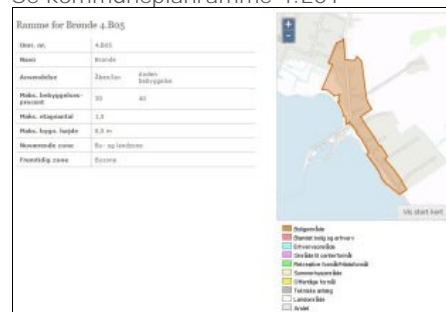 Se kommuneplanramme 4.201
Ramme for Brønde 4.B05
Omr. nr. 4.B05
Navn Brønde
Anvendelse Åben/lav Anden bebyggelse
Maks. bebyggelses-procent 30 40
Maks. etageantal 1,5
Maks. bygn. højde 8,5 m
Nuværende zone By- og landzone
Fremtidig zone Byzone
+
Vis stort kort
Boligområde
Blandet bolig og erhverv
Erhvervsområde
Område til centerformål
Rekreative formål/fritidsformål
Sommerhusområde
Offentlige formål
Tekniske anlæg
Landområde
Andet